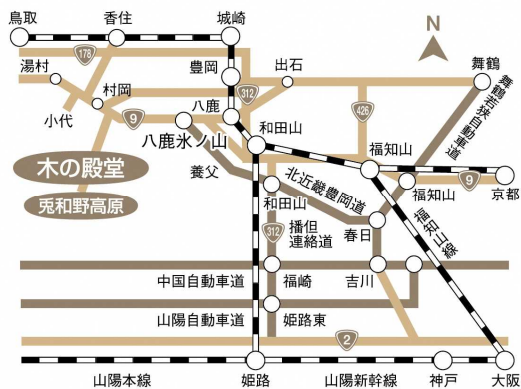 鳥取
香住
城崎
N
178
湯村
村岡
豊岡
出石
舞鶴
312
小代
9
八鹿
426
舞鶴若狭自動車道
八鹿氷ノ山
和田山
福知山
木の殿堂
養父
北近畿豊岡道
福知山
9
京都
兎和野高原
和田山
312
播但
連絡道
春日
福知山線
中国自動車道
福崎
吉川
山陽自動車道
姫路東
2
山陽本線
姫路
山陽新幹線
神戸
大阪